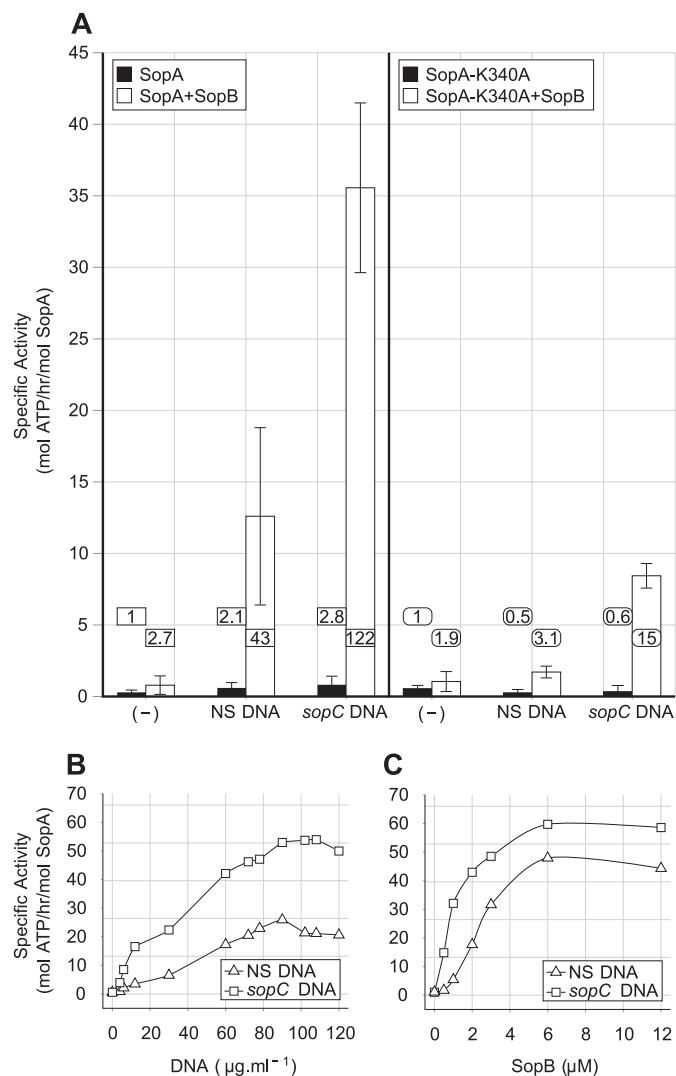 A
45
40
35
30
25
20
15
10
5
0
Specific Activity
(mol ATP/hr/mol SopA)
SopA
SopA+SopB
SopA-K340A
SopA-K340A+SopB
1
2.7
2.1
43
2.8
122
1
1.9
0.5
3.1
0.6
15
(−) NS DNA sopC DNA (−) NS DNA sopC DNA
B
70
60
50
40
30
20
10
0
Specific Activity
(mol ATP/hr/mol SopA)
NS DNA
sopC DNA
0 20 40 60 80 100 120
DNA ( µg.ml⁻¹)
C
70
60
50
40
30
20
10
0
NS DNA
sopC DNA
0 2 4 6 8 10 12
SopB (µM)